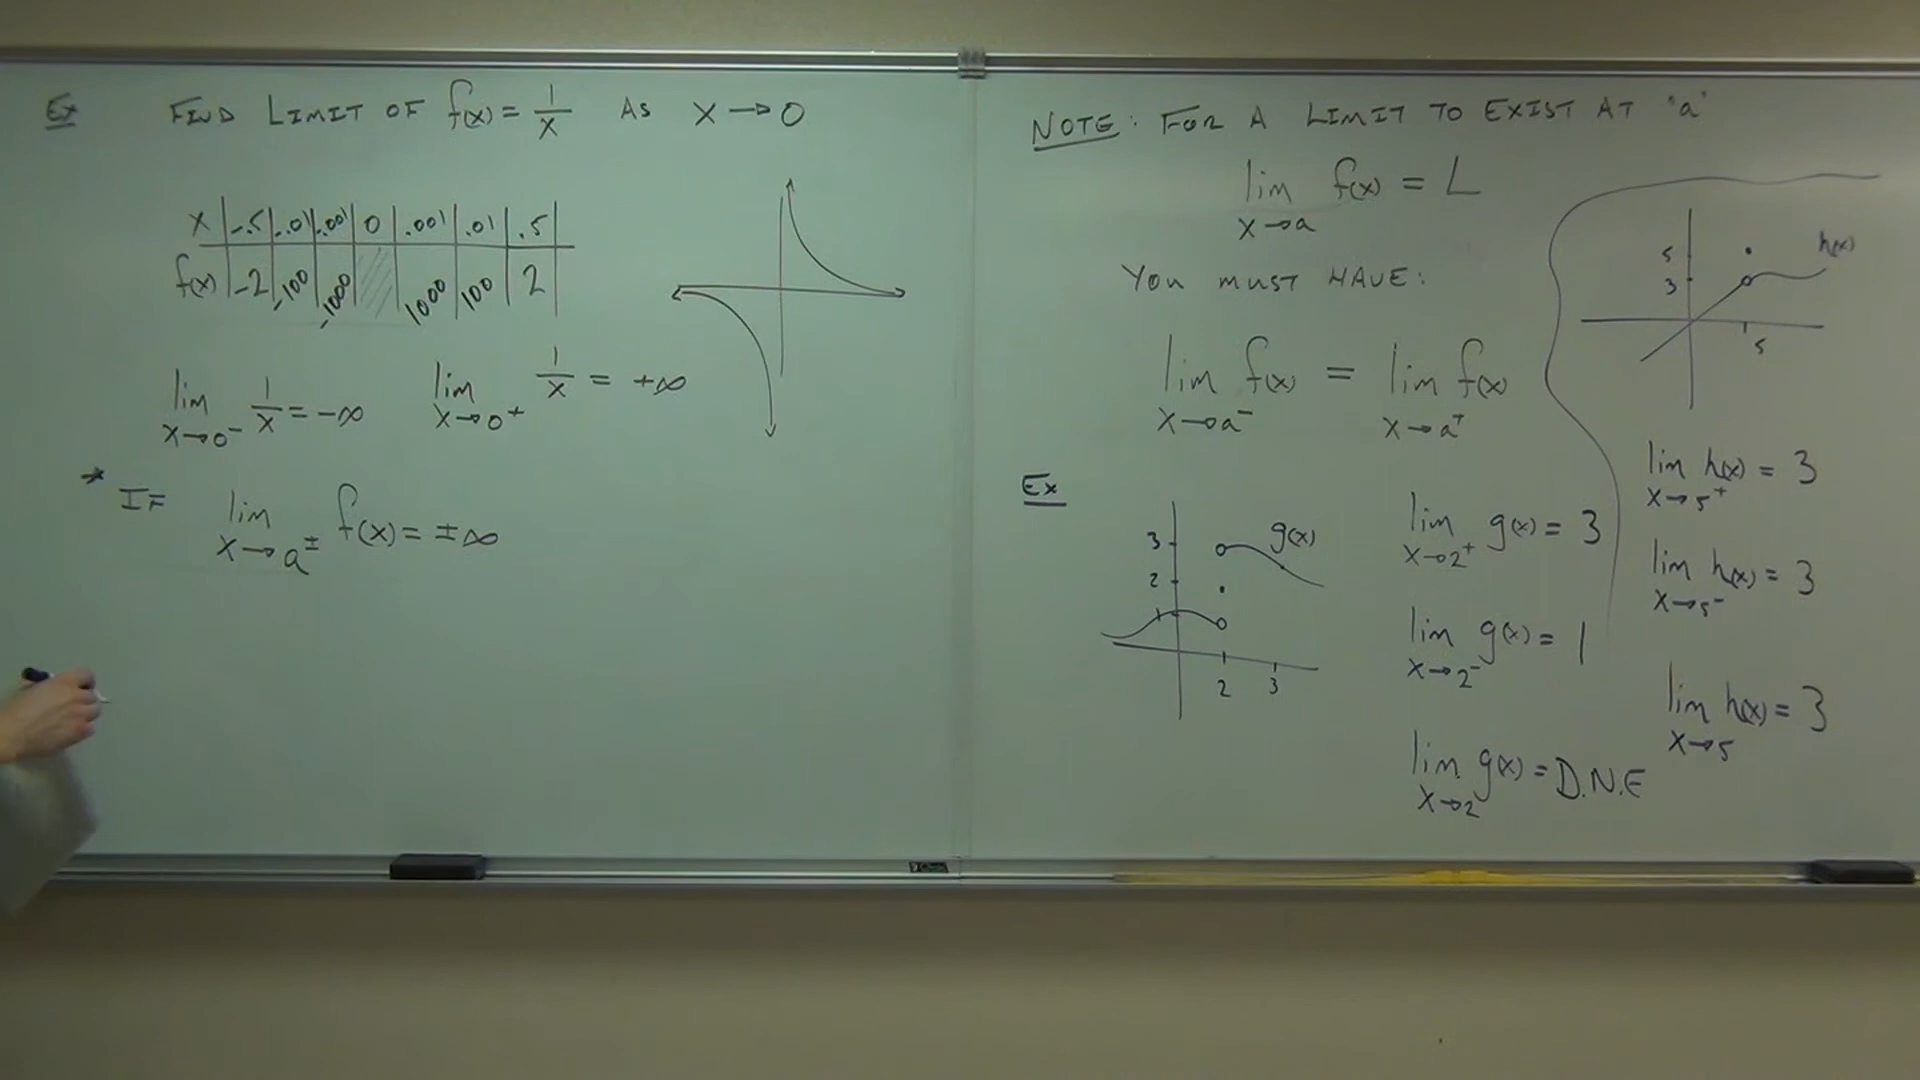 Ex FIND LIMIT OF f(x) = 1/x AS x → 0
x | -.5 | -.01 | -.001 | 0 | .001 | .01 | .5
f(x) | -2 | -100 | -1000 | | 1000 | 100 | 2
lim x→0⁻ 1/x = -∞
lim x→0⁺ 1/x = +∞
* IF lim x→a± f(x) = ±∞
NOTE: FOR A LIMIT TO EXIST AT "a"
lim x→a f(x) = L
YOU MUST HAVE:
lim x→a⁻ f(x) = lim x→a⁺ f(x)
Ex
3
2
1
2 3
g(x)
lim x→2⁺ g(x) = 3
lim x→2⁻ g(x) = 1
lim x→2 g(x) = D.N.E
5
3
5
h(x)
lim x→5⁺ h(x) = 3
lim x→5⁻ h(x) = 3
lim x→5 h(x) = 3